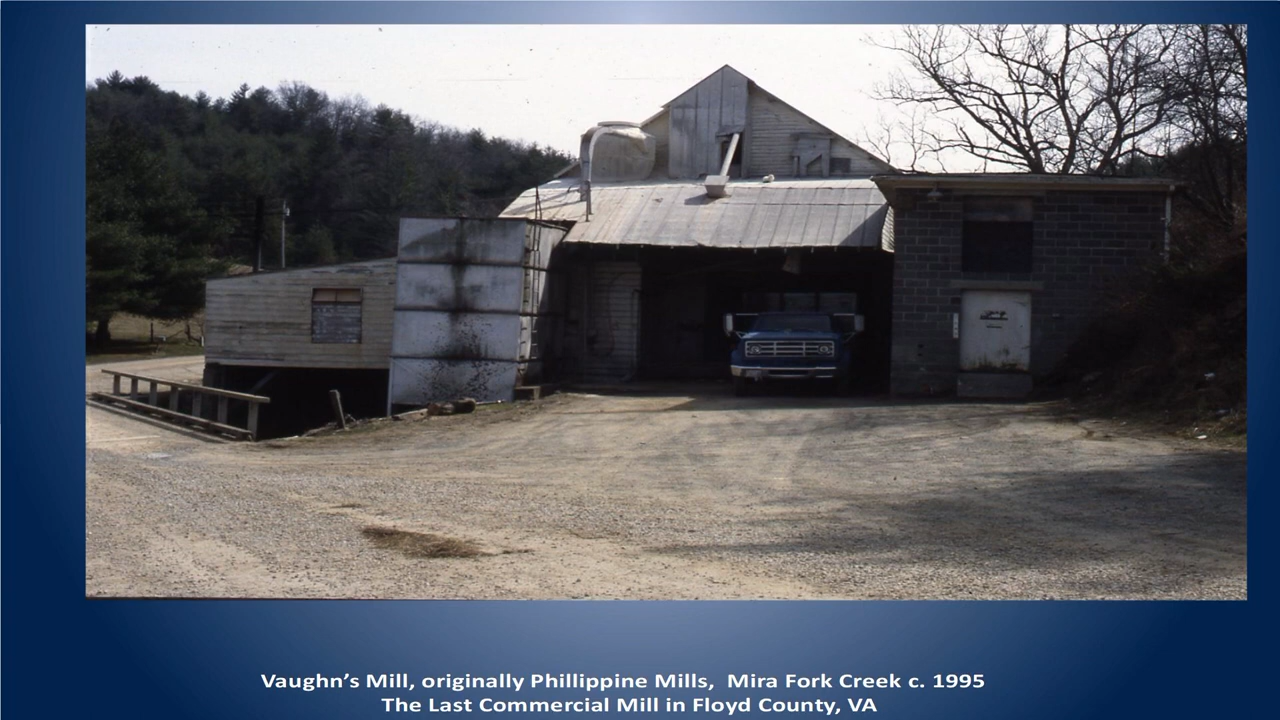 Vaughn’s Mill, originally Phillippine Mills,  Mira Fork Creek c. 1995
The Last Commercial Mill in Floyd County, VA